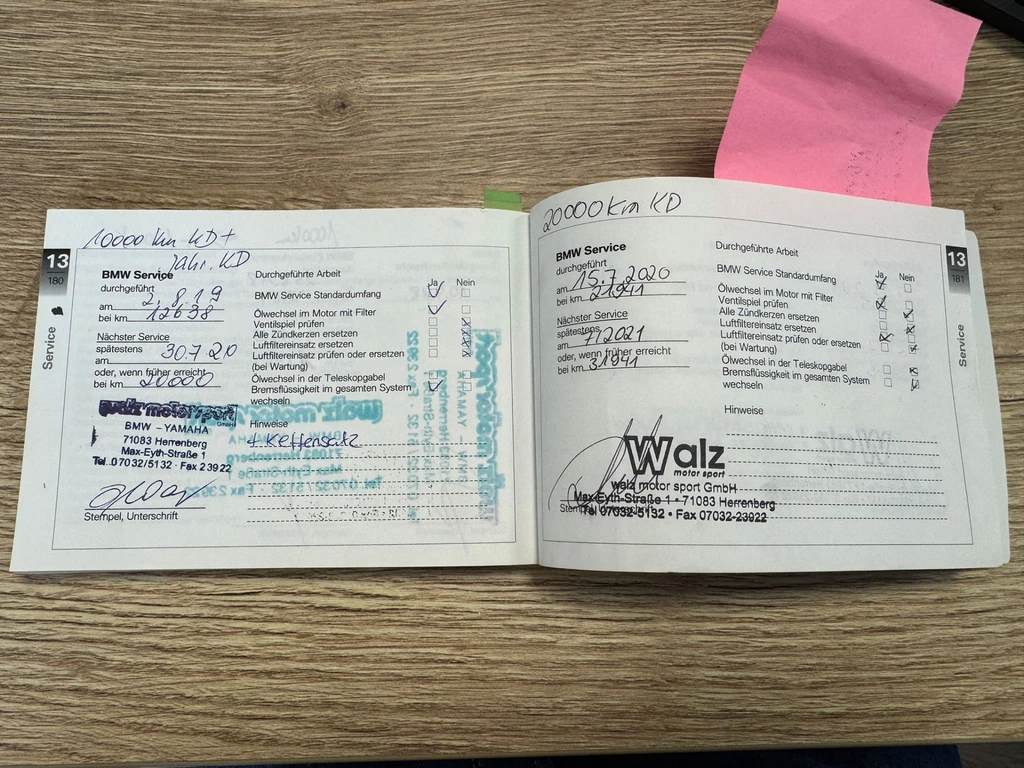 10000 km KD +
Jahr. KD
13
180
Service
BMW Service
durchgeführt
am 2.8.19
bei km 12638
Nächster Service
spätestens
am 30.7.20
oder, wenn früher erreicht
bei km 20000
walz motorsport
GmbH
BMW – YAMAHA
71083 Herrenberg
Max-Eyth-Straße 1
Tel. 07032/5132 · Fax 23922
Stempel, Unterschrift
Durchgeführte Arbeit
Ja Nein
BMW Service Standardumfang
Ölwechsel im Motor mit Filter
Ventilspiel prüfen
Alle Zündkerzen ersetzen
Luftfiltereinsatz ersetzen
Luftfiltereinsatz prüfen oder ersetzen
(bei Wartung)
Ölwechsel in der Teleskopgabel
Bremsflüssigkeit im gesamten System
wechseln
Hinweise
+ Kettensatz
20000 km KD
BMW Service
durchgeführt
am 15.7.2020
bei km 21941
Nächster Service
spätestens
am 7/2021
oder, wenn früher erreicht
bei km 31941
Walz
motor sport
walz motor sport GmbH
Max-Eyth-Straße 1 • 71083 Herrenberg
Tel 07032-5132 • Fax 07032-23922
Durchgeführte Arbeit
Ja Nein
BMW Service Standardumfang
Ölwechsel im Motor mit Filter
Ventilspiel prüfen
Alle Zündkerzen ersetzen
Luftfiltereinsatz ersetzen
Luftfiltereinsatz prüfen oder ersetzen
(bei Wartung)
Ölwechsel in der Teleskopgabel
Bremsflüssigkeit im gesamten System
wechseln
Hinweise
13
181
Service